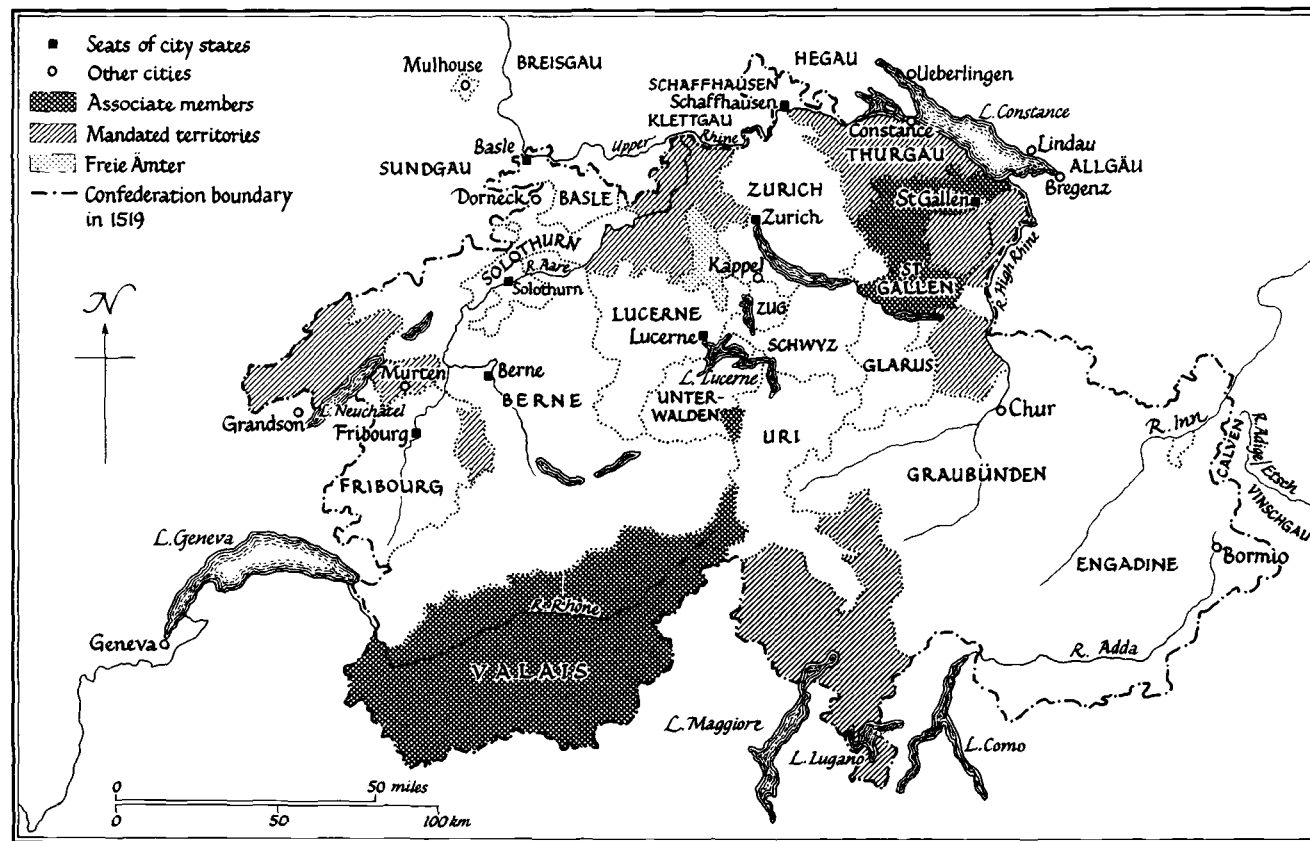 Seats of city states
Other cities
Associate members
Mandated territories
Freie Ämter
Confederation boundary
in 1519
N
Mulhouse
BREISGAU
HEGAU
Ueberlingen
SCHAFFHAUSEN
Schaffhausen
KLETTGAU
L. Constance
Constance
Lindau
ALLGÄU
Bregenz
THURGAU
Upper
Rhine
Basle
SUNDGAU
Dorneck
BASLE
ZURICH
Zurich
St Gallen
SOLOTHURN
R. Aare
Solothurn
Kappel
ST.
GALLEN
R. High Rhine
ZUG
LUCERNE
Lucerne
SCHWYZ
GLARUS
L. Lucerne
Murten
Berne
BERNE
UNTER-
WALDEN
Grandson
L. Neuchâtel
Fribourg
URI
Chur
R. Inn
CALVEN
R. Adige/Etsch
VINSCHGAU
FRIBOURG
GRAUBÜNDEN
L. Geneva
ENGADINE
Bormio
R. Rhône
Geneva
VALAIS
R. Adda
L. Maggiore
L. Lugano
L. Como
0 50 miles
0 50 100 km